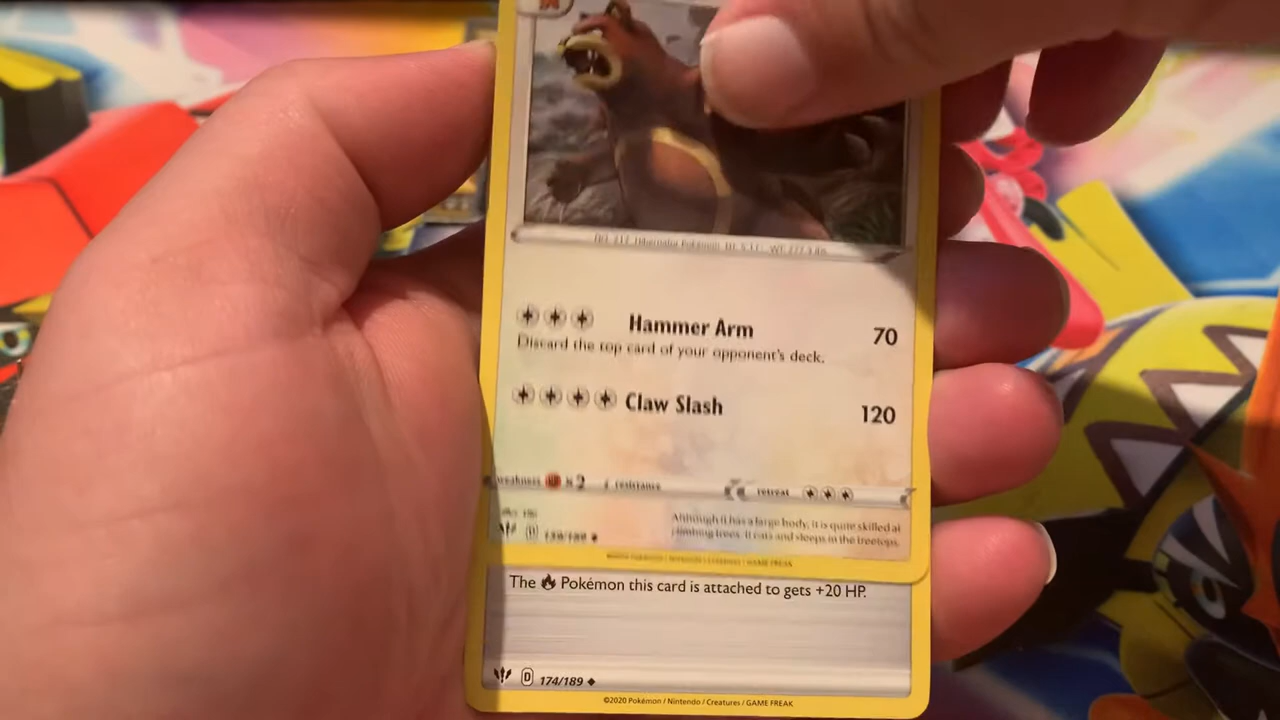 Hammer Arm 70
Discard the top card of your opponent's deck.
Claw Slash 120
weakness ×2 resistance retreat
Although it has a large body, it is quite skilled at
climbing trees. It eats and sleeps in the treetops.
The Pokémon this card is attached to gets +20 HP.
D 174/189
©2020 Pokémon / Nintendo / Creatures / GAME FREAK